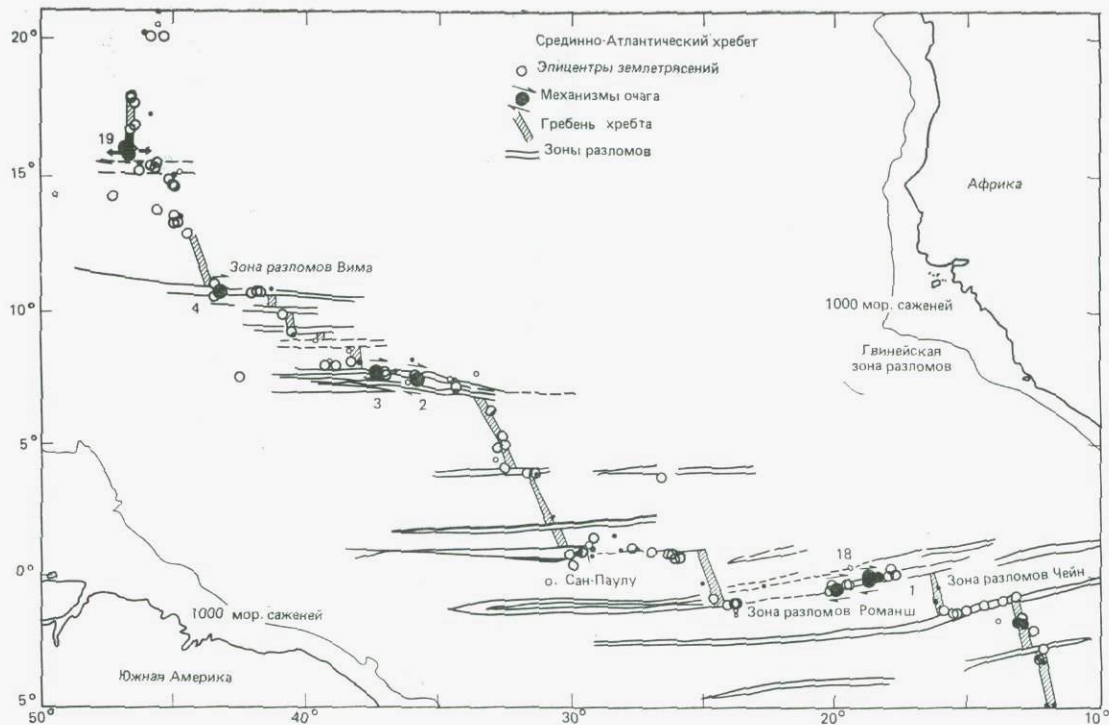 20°
15°
10°
5°
0°
5°
50°
40°
30°
20°
10°
Срединно-Атлантический хребет
Эпицентры землетрясений
Механизмы очага
Гребень хребта
Зоны разломов
19
Африка
Зона разломов Вима
4
1000 мор. саженей
Гвинейская
зона разломов
3
2
18
о. Сан-Паулу
1
Зона разломов Чейн
Зона разломов Романш
1000 мор. саженей
Южная Америка